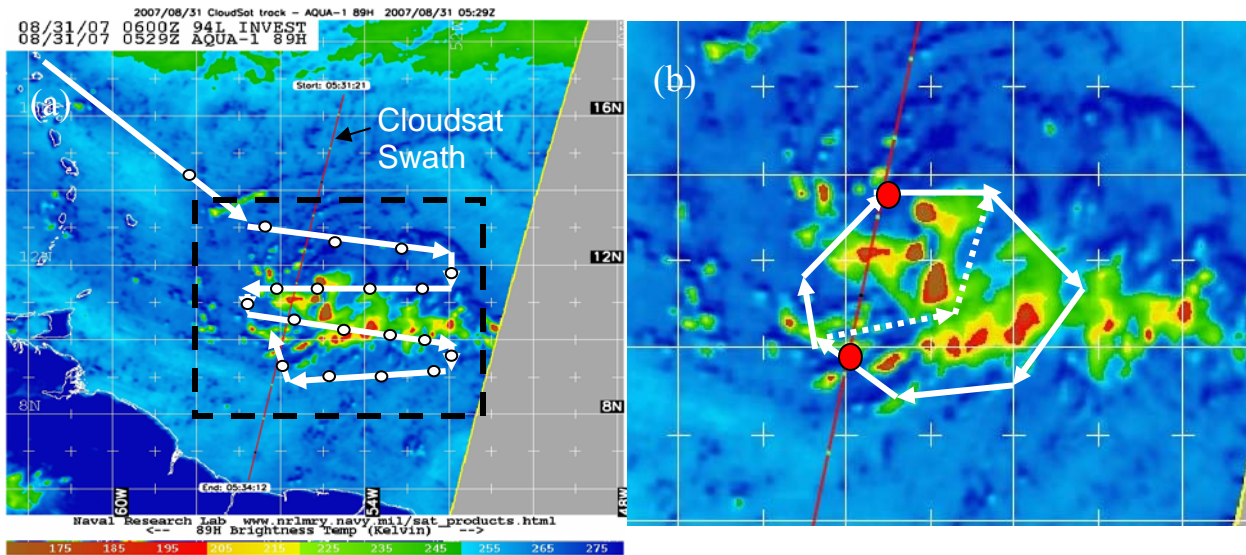 2007/08/31 CloudSat track - AQUA-1 89H 2007/08/31 05:29Z
08/31/07 0600Z 94L INVEST
08/31/07 0529Z AQUA-1 89H
52W
48W
(a)
(b)
Start: 05:31:21
16N
Cloudsat
Swath
12N
12N
8N
8N
End: 05:34:12
60W
54W
48W
Naval Research Lab www.nrlmry.navy.mil/sat_products.html
<-- 89H Brightness Temp (Kelvin) -->
175 185 195 205 215 225 235 245 255 265 275